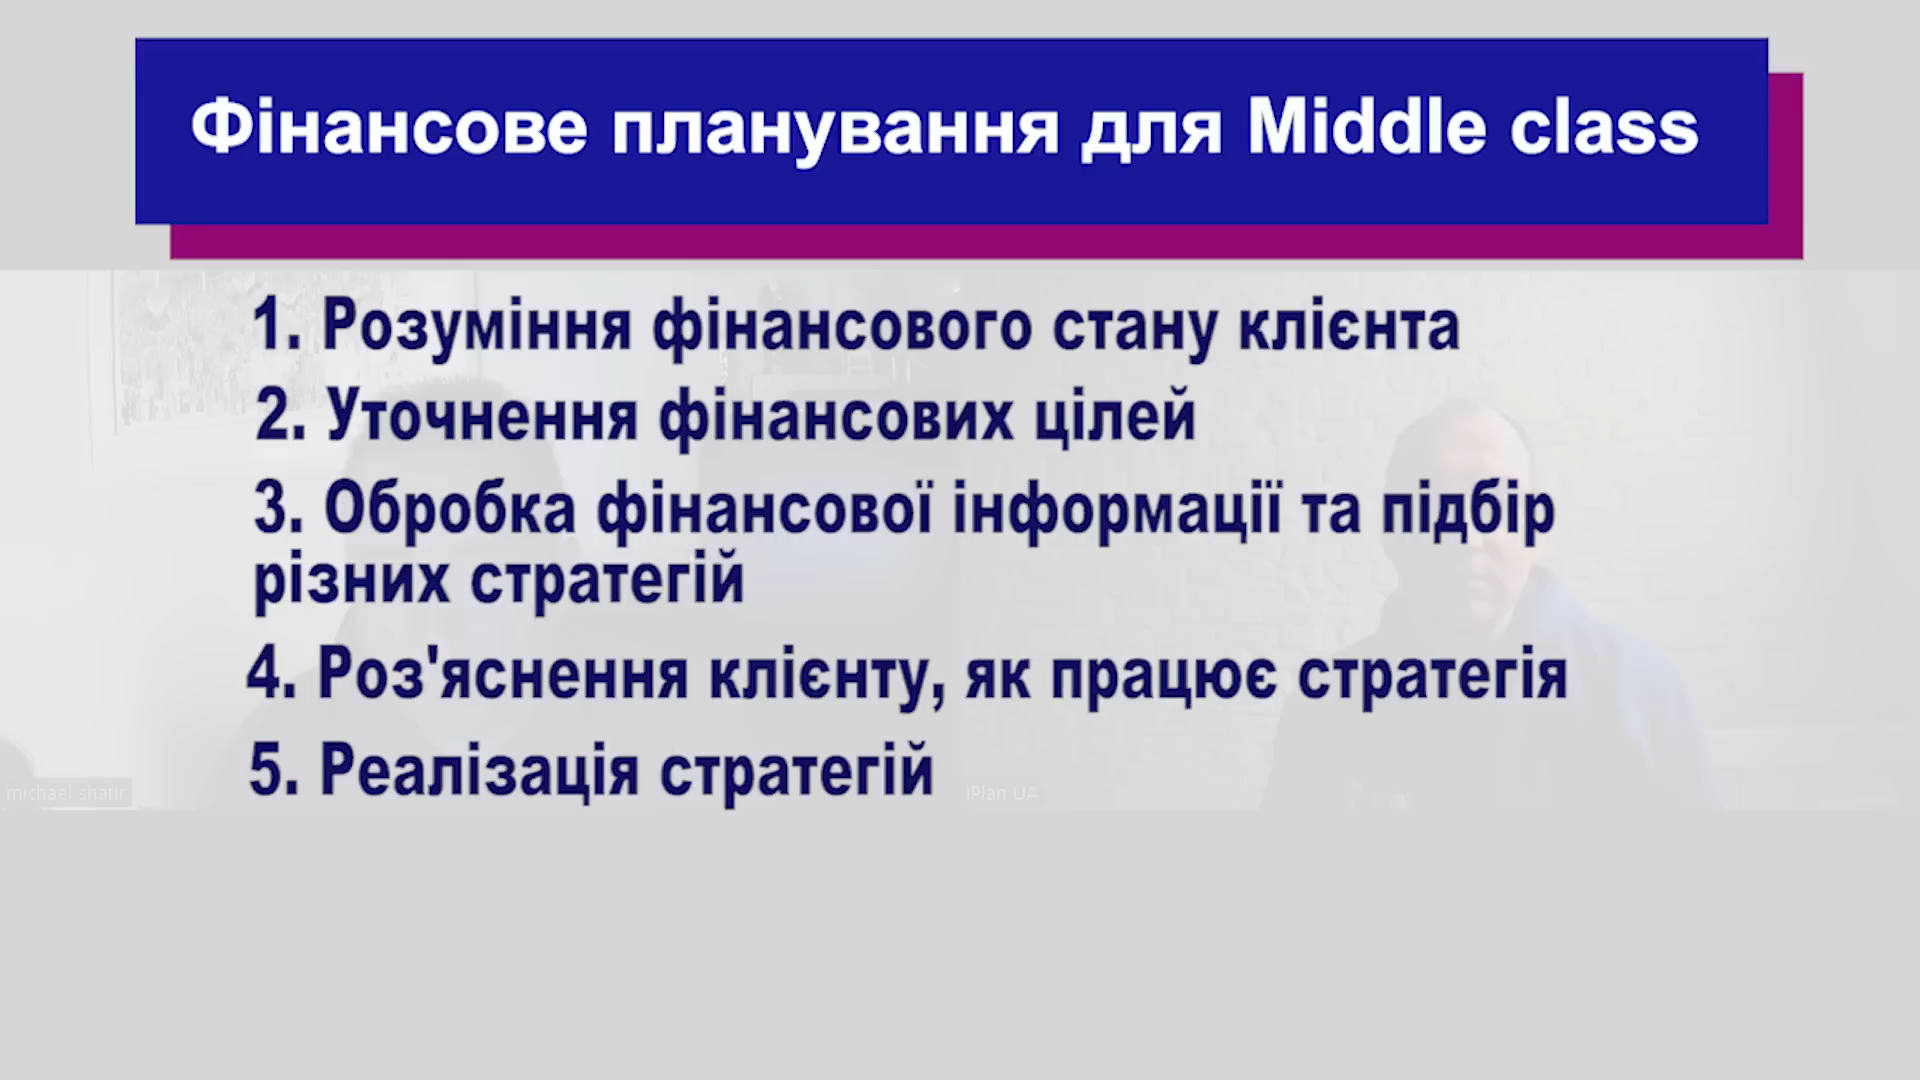 Фінансове планування для Middle class
1. Розуміння фінансового стану клієнта
2. Уточнення фінансових цілей
3. Обробка фінансової інформації та підбір
різних стратегій
4. Роз'яснення клієнту, як працює стратегія
5. Реалізація стратегій
michael shafir
iPlan UA